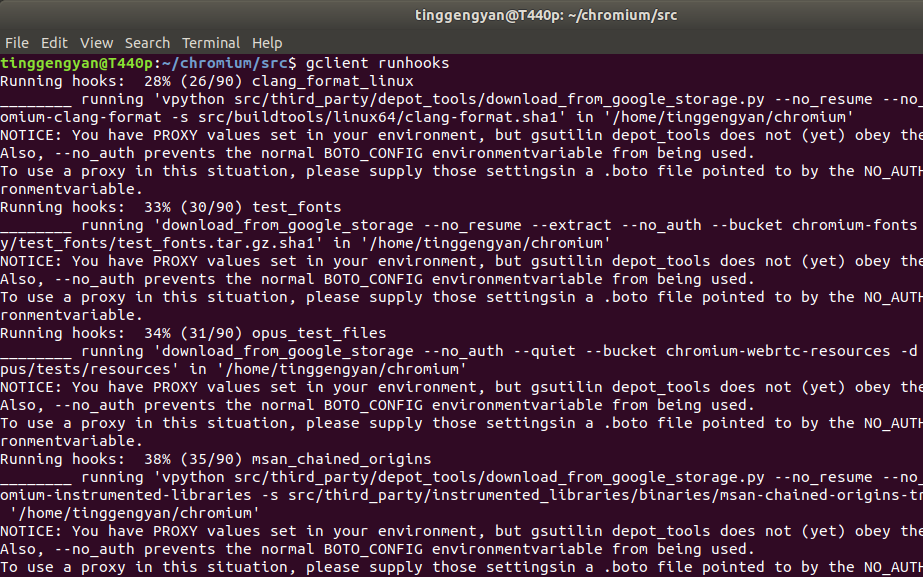 tinggengyan@T440p: ~/chromium/src
File Edit View Search Terminal Help
tinggengyan@T440p:~/chromium/src$ gclient runhooks
Running hooks:  28% (26/90) clang_format_linux
________ running 'vpython src/third_party/depot_tools/download_from_google_storage.py --no_resume --no_
omium-clang-format -s src/buildtools/linux64/clang-format.sha1' in '/home/tinggengyan/chromium'
NOTICE: You have PROXY values set in your environment, but gsutilin depot_tools does not (yet) obey the
Also, --no_auth prevents the normal BOTO_CONFIG environmentvariable from being used.
To use a proxy in this situation, please supply those settingsin a .boto file pointed to by the NO_AUTH
ronmentvariable.
Running hooks:  33% (30/90) test_fonts
________ running 'download_from_google_storage --no_resume --extract --no_auth --bucket chromium-fonts
y/test_fonts/test_fonts.tar.gz.sha1' in '/home/tinggengyan/chromium'
NOTICE: You have PROXY values set in your environment, but gsutilin depot_tools does not (yet) obey the
Also, --no_auth prevents the normal BOTO_CONFIG environmentvariable from being used.
To use a proxy in this situation, please supply those settingsin a .boto file pointed to by the NO_AUTH
ronmentvariable.
Running hooks:  34% (31/90) opus_test_files
________ running 'download_from_google_storage --no_auth --quiet --bucket chromium-webrtc-resources -d
pus/tests/resources' in '/home/tinggengyan/chromium'
NOTICE: You have PROXY values set in your environment, but gsutilin depot_tools does not (yet) obey the
Also, --no_auth prevents the normal BOTO_CONFIG environmentvariable from being used.
To use a proxy in this situation, please supply those settingsin a .boto file pointed to by the NO_AUTH
ronmentvariable.
Running hooks:  38% (35/90) msan_chained_origins
________ running 'vpython src/third_party/depot_tools/download_from_google_storage.py --no_resume --no_
omium-instrumented-libraries -s src/third_party/instrumented_libraries/binaries/msan-chained-origins-tr
 '/home/tinggengyan/chromium'
NOTICE: You have PROXY values set in your environment, but gsutilin depot_tools does not (yet) obey the
Also, --no_auth prevents the normal BOTO_CONFIG environmentvariable from being used.
To use a proxy in this situation, please supply those settingsin a .boto file pointed to by the NO_AUTH